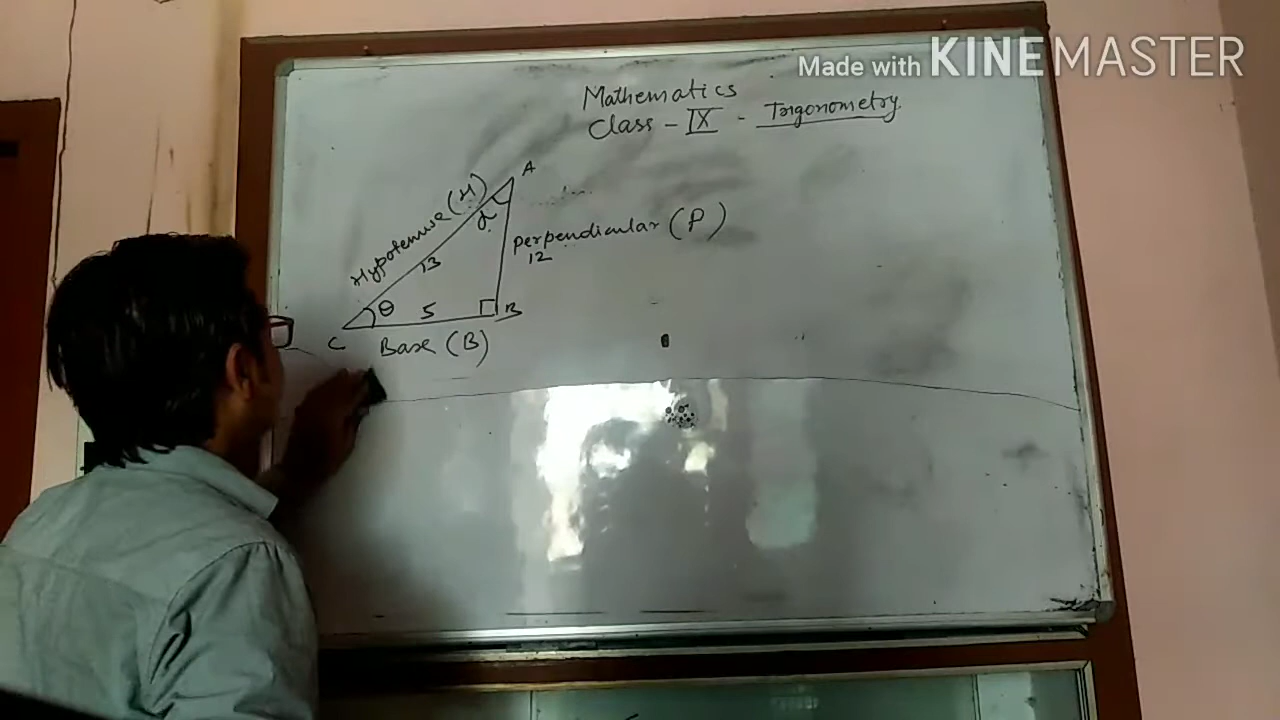 Made with KINEMASTER
Mathematics
Class - IX - Trigonometry
A
Hypotenuse (H)
α
Perpendicular (P)
12
13
θ
5
B
C
Base (B)